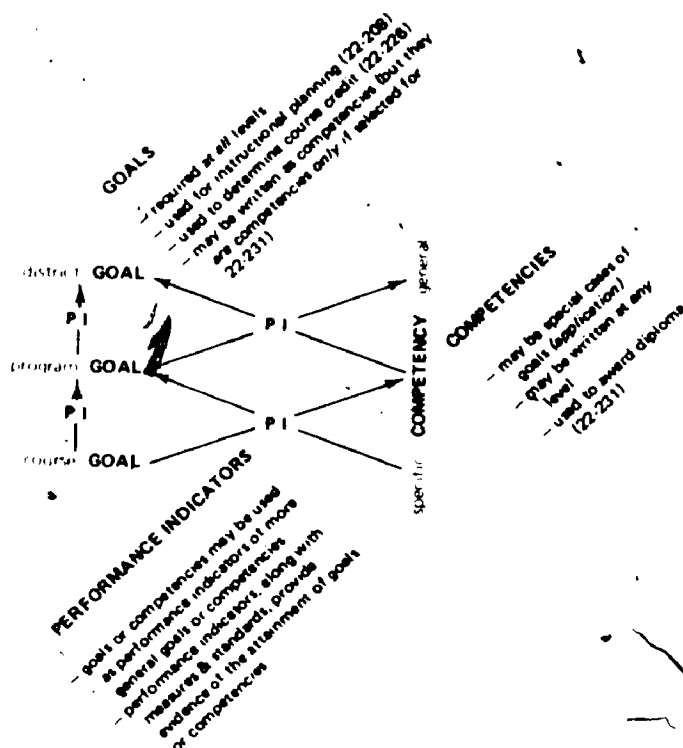 GOALS
– required at all levels
– used for instructional planning (22-208)
– used to determine course credit (22-226)
– may be written as competencies (but they
are competencies only if selected for
22-231)
district GOAL
PI
program GOAL
PI
course GOAL
PI
PI
general
COMPETENCY
specific
COMPETENCIES
– may be special cases of
goals (application)
– may be written at any
level
– used to award diploma
(22-231)
PERFORMANCE INDICATORS
– goals or competencies may be used
as performance indicators of more
general goals or competencies
– performance indicators, along with
measures & standards, provide
evidence of the attainment of goals
or competencies